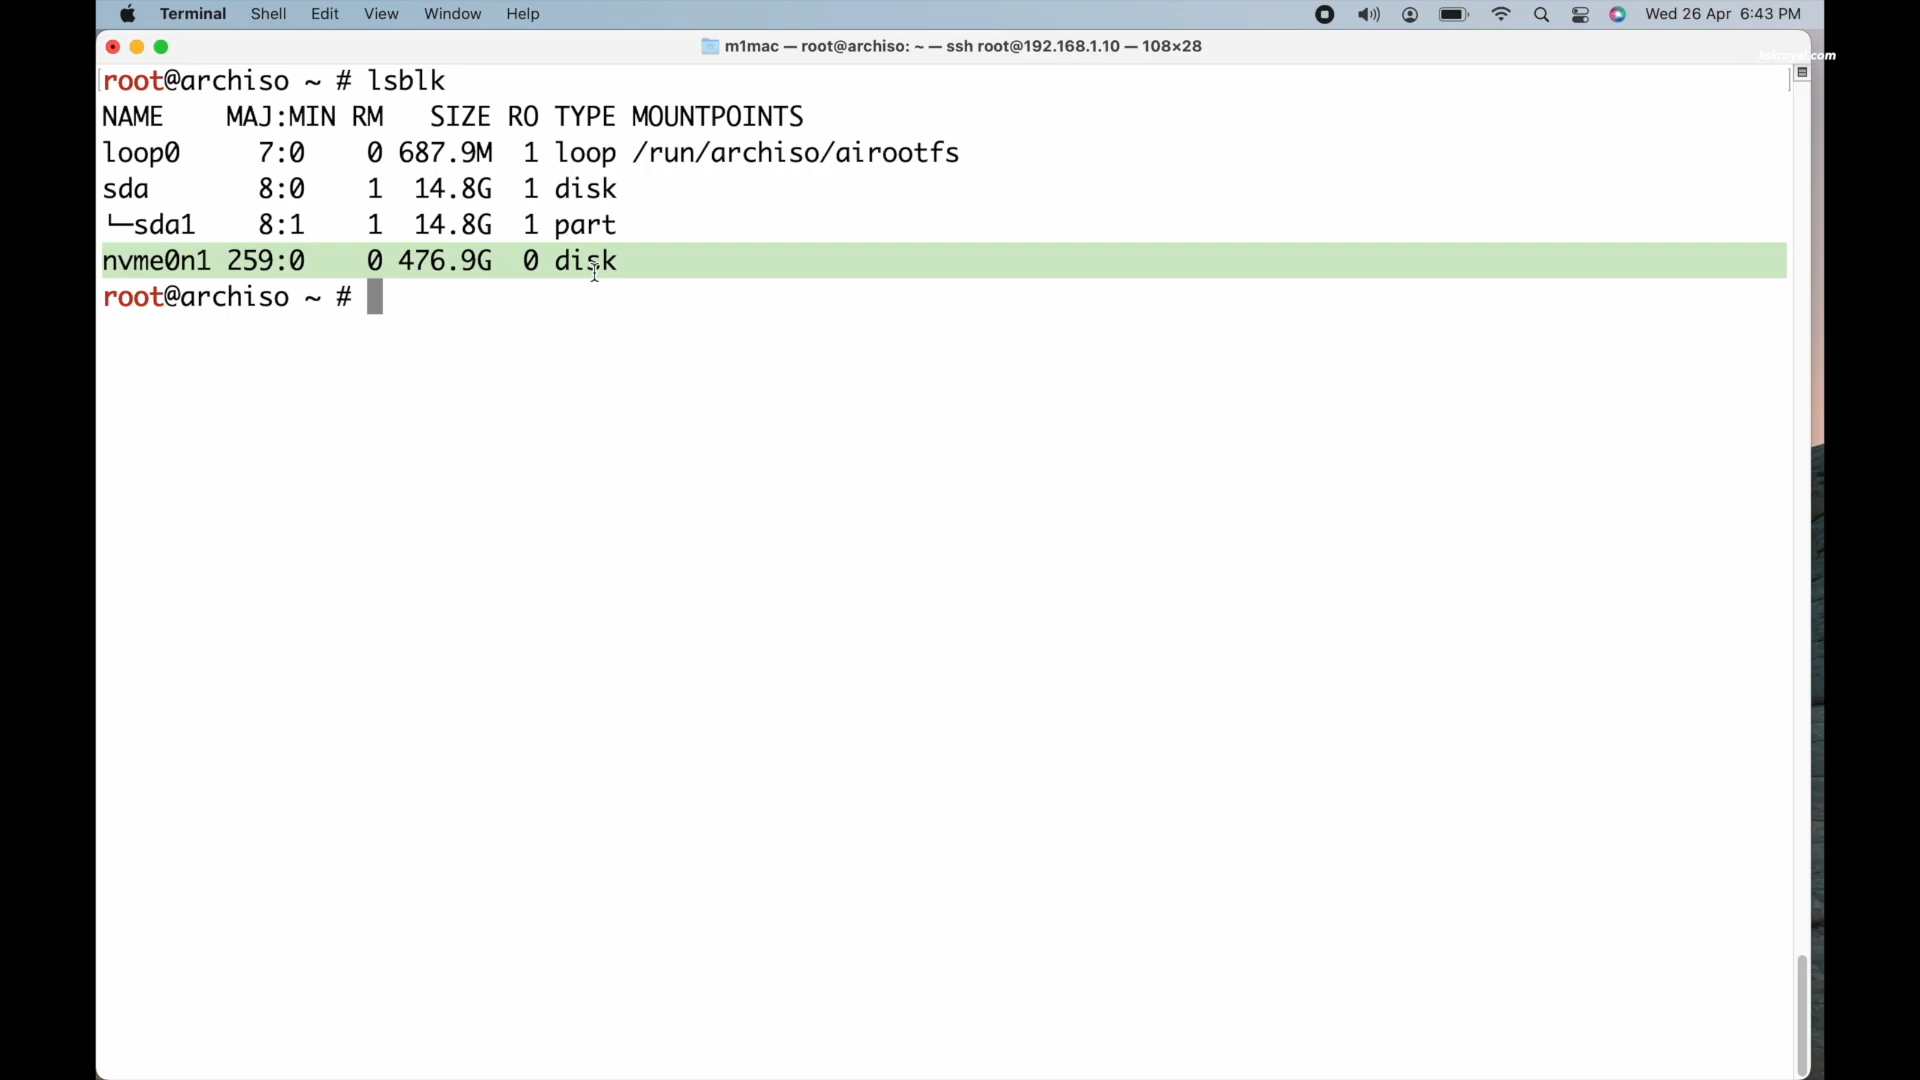 Terminal Shell Edit View Window Help Wed 26 Apr 6:43 PM
m1mac — root@archiso: ~ — ssh root@192.168.1.10 — 108×28
kskroyal.com
root@archiso ~ # lsblk
NAME MAJ:MIN RM SIZE RO TYPE MOUNTPOINTS
loop0 7:0 0 687.9M 1 loop /run/archiso/airootfs
sda 8:0 1 14.8G 1 disk
└─sda1 8:1 1 14.8G 1 part
nvme0n1 259:0 0 476.9G 0 disk
root@archiso ~ #